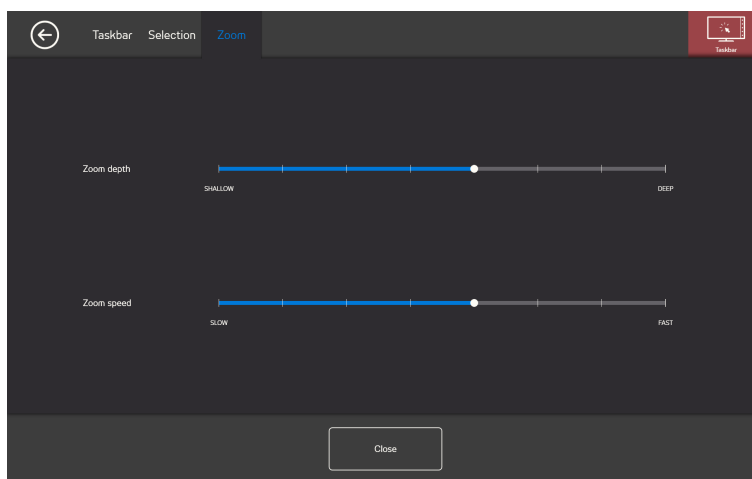 Taskbar Selection Zoom
Taskbar
Zoom depth
SHALLOW DEEP
Zoom speed
SLOW FAST
Close